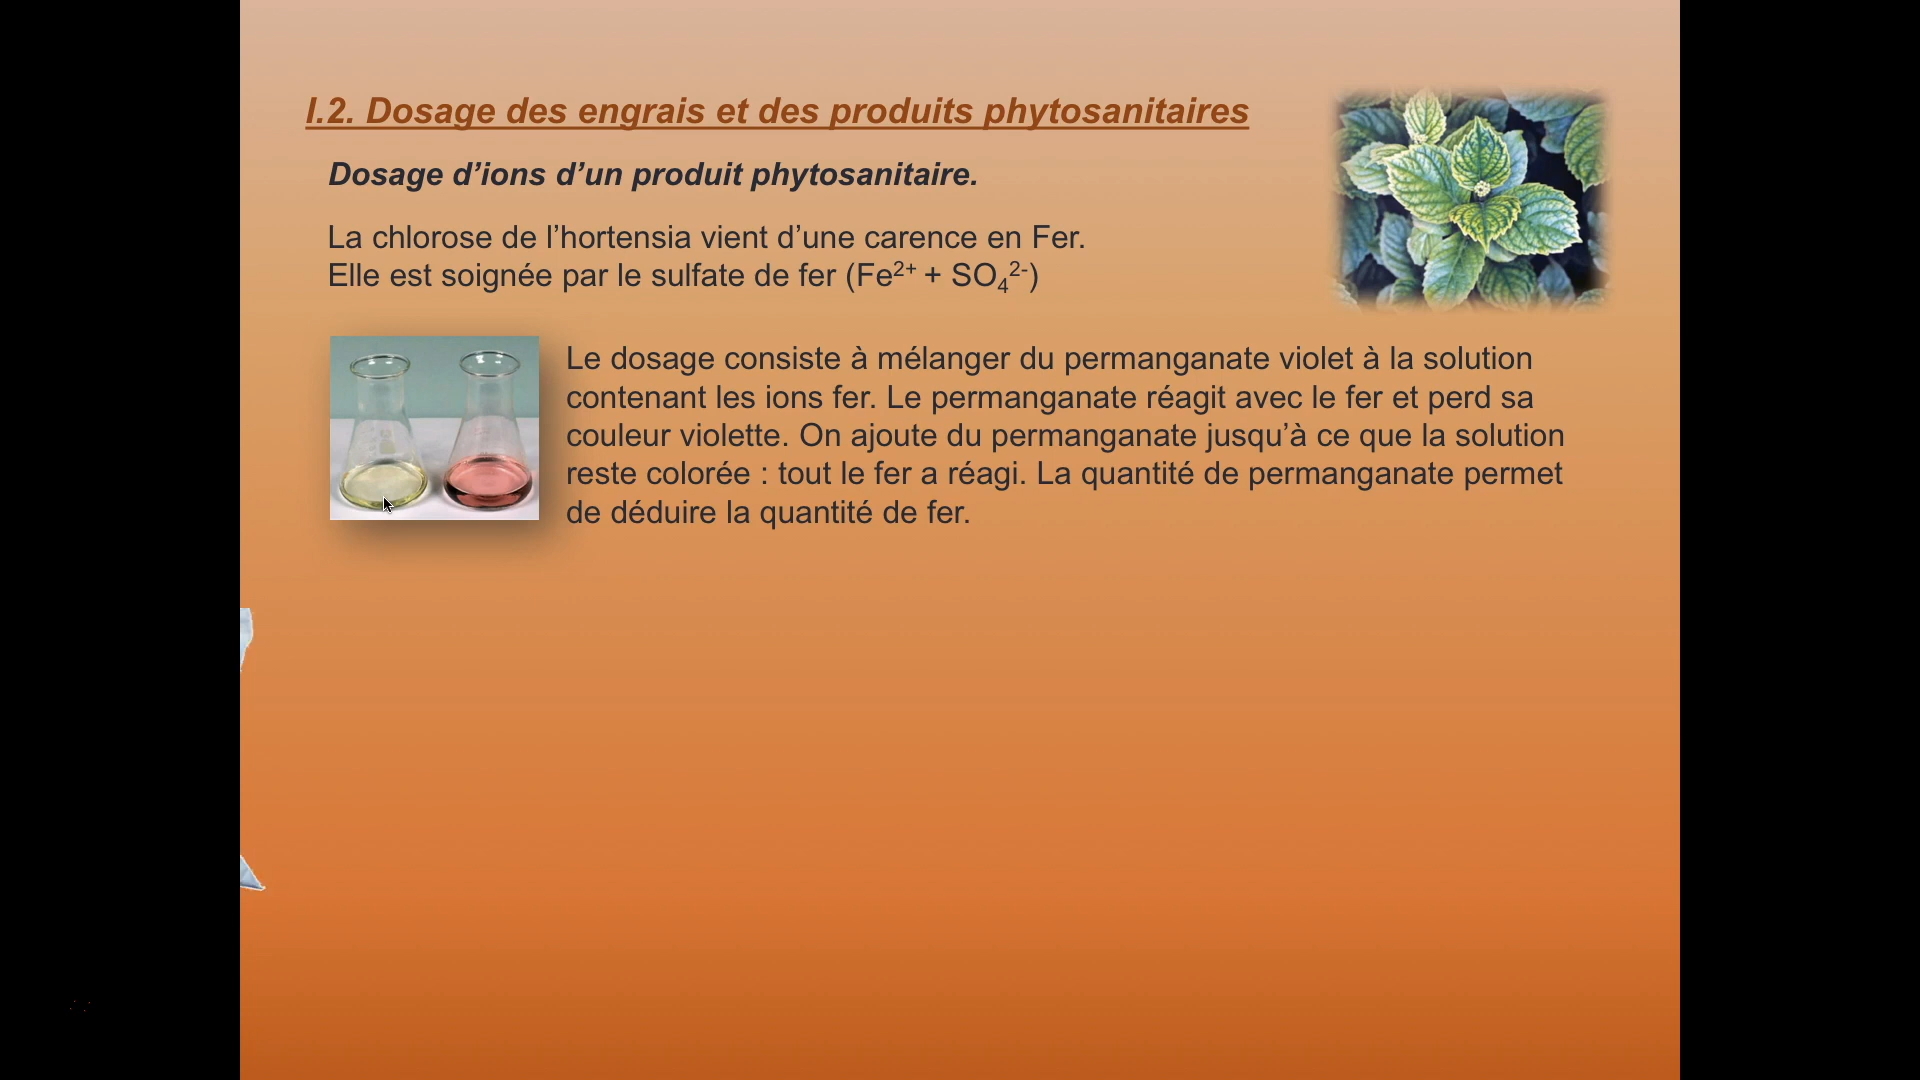 I.2. Dosage des engrais et des produits phytosanitaires
Dosage d’ions d’un produit phytosanitaire.
La chlorose de l’hortensia vient d’une carence en Fer.
Elle est soignée par le sulfate de fer (Fe²⁺ + SO₄²⁻)
Le dosage consiste à mélanger du permanganate violet à la solution
contenant les ions fer. Le permanganate réagit avec le fer et perd sa
couleur violette. On ajoute du permanganate jusqu’à ce que la solution
reste colorée : tout le fer a réagi. La quantité de permanganate permet
de déduire la quantité de fer.